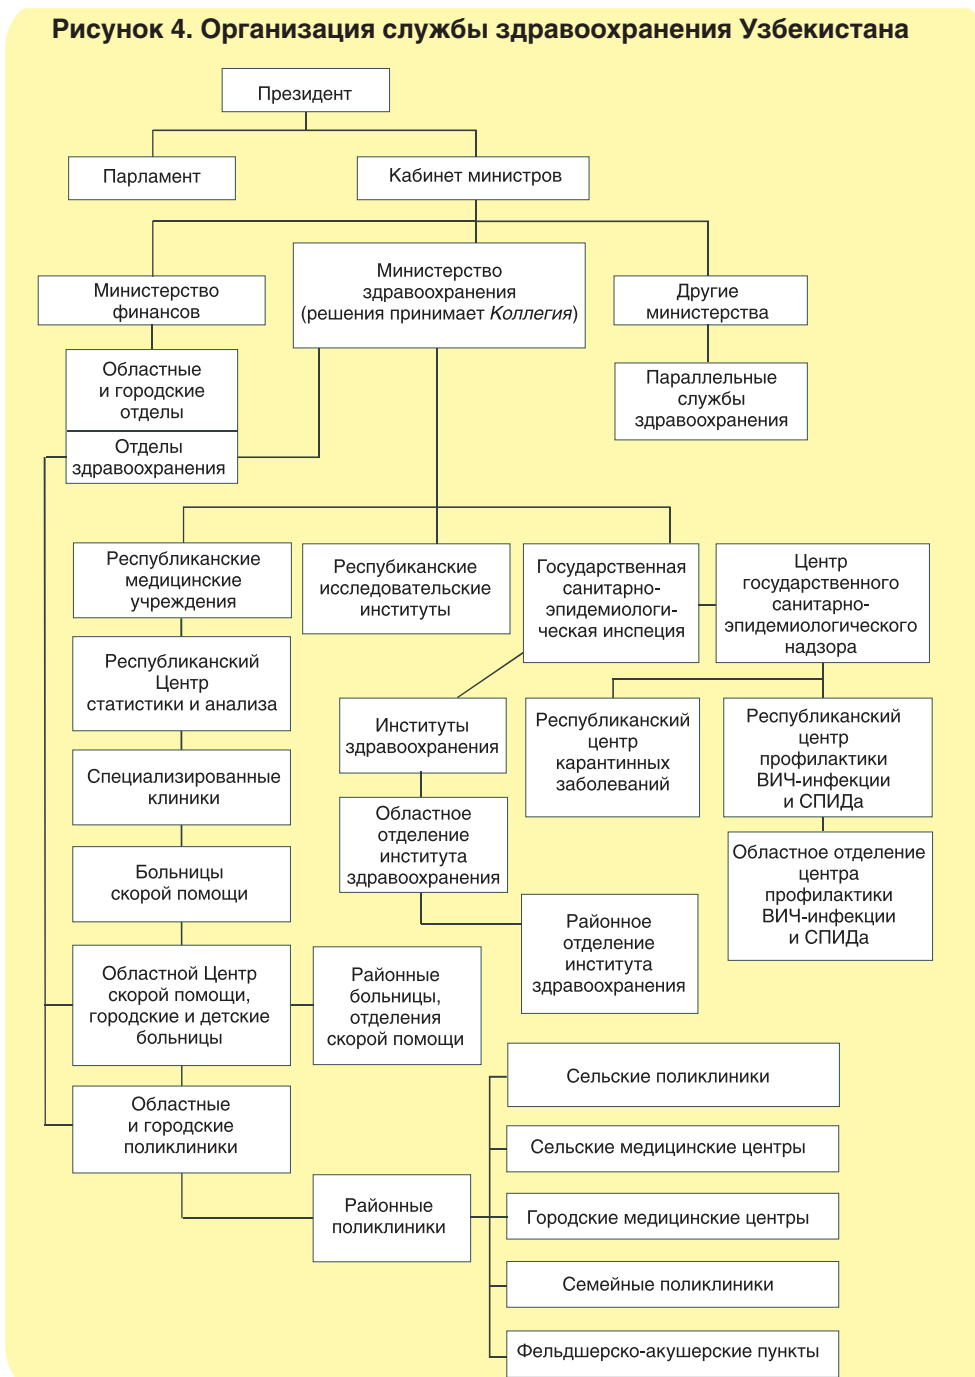 Рисунок 4. Организация службы здравоохранения Узбекистана
Президент
Парламент
Кабинет министров
Министерство
финансов
Министерство
здравоохранения
(решения принимает Коллегия)
Другие
министерства
Областные
и городские
отделы
Отделы
здравоохранения
Параллельные
службы
здравоохранения
Республиканские
медицинские
учреждения
Респубиканские
исследовательские
институты
Государственная
санитарно-
эпидемиологи-
ческая инспеция
Центр
государственного
санитарно-
эпидемиологического
надзора
Республиканский
Центр
статистики и анализа
Институты
здравоохранения
Республиканский
центр
карантинных
заболеваний
Республиканский
центр
профилактики
ВИЧ-инфекции
и СПИДа
Специализированные
клиники
Областное
отделение
института
здравоохранения
Областное отделение
центра
профилактики
ВИЧ-инфекции
и СПИДа
Больницы
скорой помощи
Районное
отделение
института
здравоохранения
Областной Центр
скорой помощи,
городские и детские
больницы
Районные
больницы,
отделения
скорой помощи
Областные
и городские
поликлиники
Районные
поликлиники
Сельские поликлиники
Сельские медицинские центры
Городские медицинские центры
Семейные поликлиники
Фельдшерско-акушерские пункты